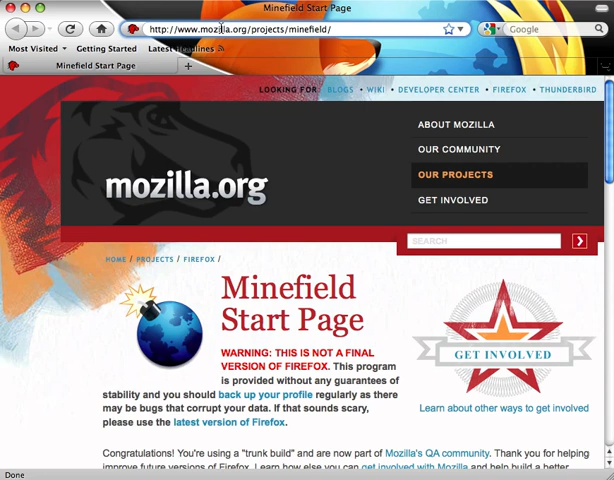 Minefield Start Page
http://www.mozilla.org/projects/minefield/
Google
Most Visited Getting Started Latest Headlines
Minefield Start Page
LOOKING FOR: BLOGS • WIKI • DEVELOPER CENTER • FIREFOX • THUNDERBIRD
ABOUT MOZILLA
OUR COMMUNITY
OUR PROJECTS
GET INVOLVED
mozilla.org
SEARCH
HOME / PROJECTS / FIREFOX /
Minefield
Start Page
WARNING: THIS IS NOT A FINAL
VERSION OF FIREFOX. This program
is provided without any guarantees of
stability and you should back up your profile regularly as there
may be bugs that corrupt your data. If that sounds scary,
please use the latest version of Firefox.
GET INVOLVED
Learn about other ways to get involved
Congratulations! You're using a "trunk build" and are now part of Mozilla's QA community. Thank you for helping
improve future versions of Firefox. Learn how else you can get involved with Mozilla and help build a better
Done